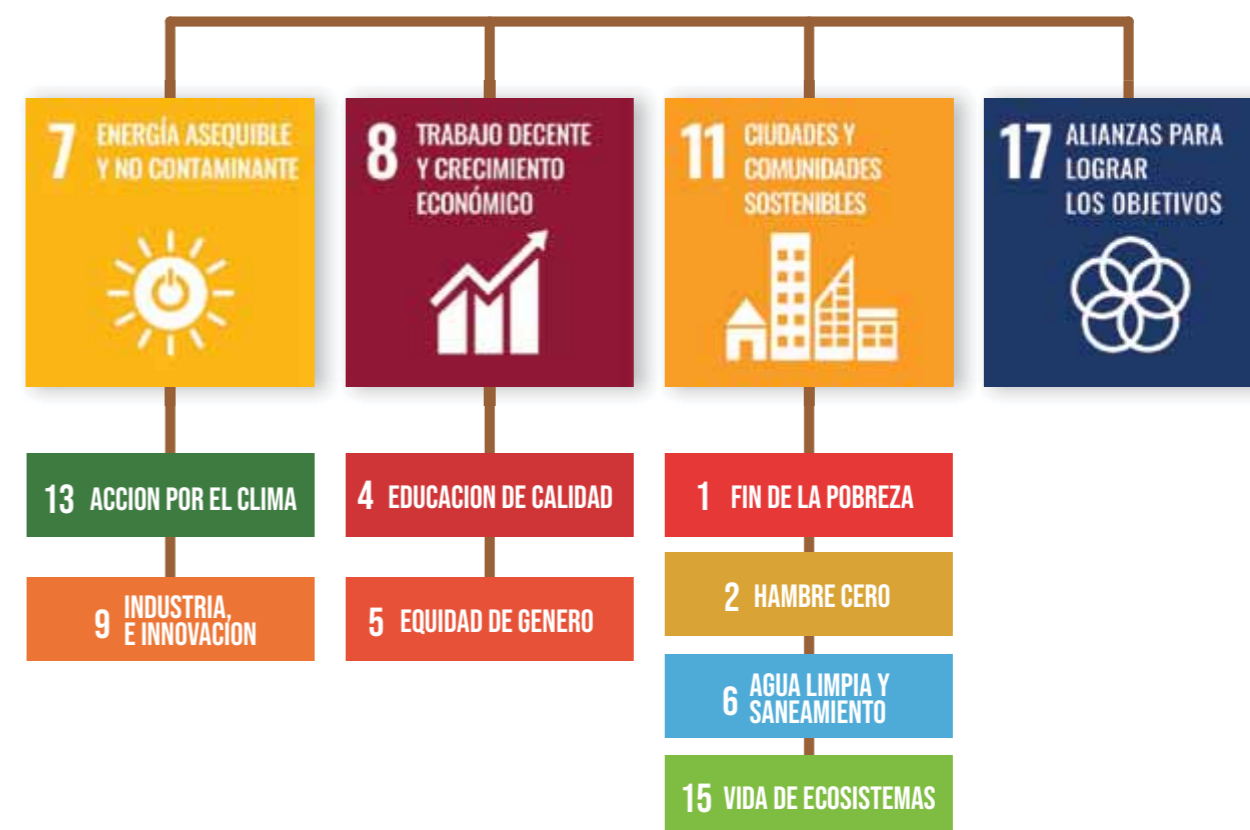 7 ENERGÍA ASEQUIBLE
Y NO CONTAMINANTE
8 TRABAJO DECENTE
Y CRECIMIENTO
ECONÓMICO
11 CIUDADES Y
COMUNIDADES
SOSTENIBLES
17 ALIANZAS PARA
LOGRAR
LOS OBJETIVOS
13 ACCION POR EL CLIMA
9 INDUSTRIA,
E INNOVACION
4 EDUCACION DE CALIDAD
5 EQUIDAD DE GENERO
1 FIN DE LA POBREZA
2 HAMBRE CERO
6 AGUA LIMPIA Y
SANEAMIENTO
15 VIDA DE ECOSISTEMAS